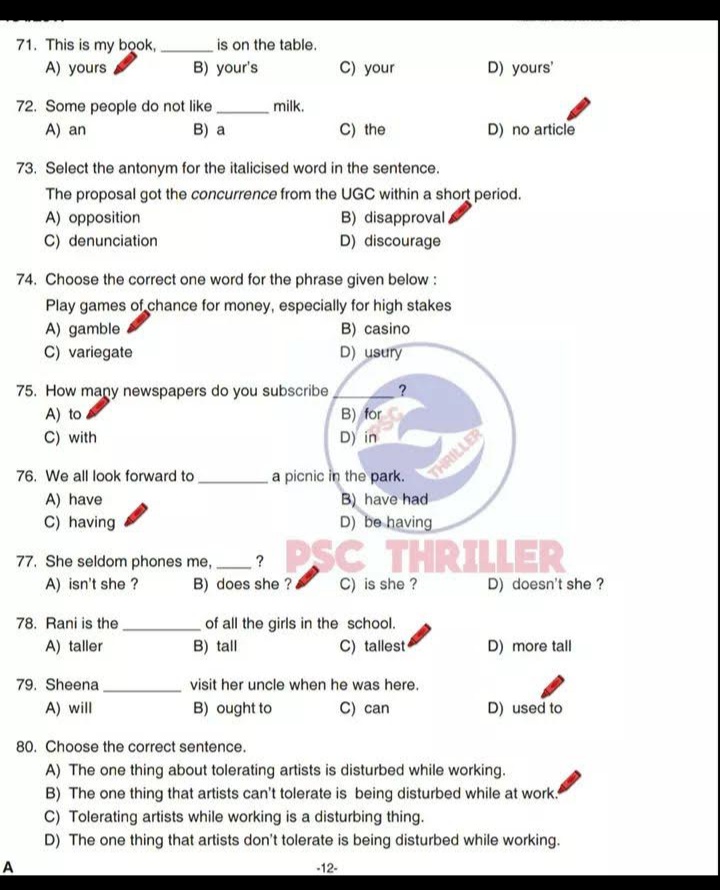 71. This is my book, ______ is on the table.
A) yours B) your's C) your D) yours'
72. Some people do not like ______ milk.
A) an B) a C) the D) no article
73. Select the antonym for the italicised word in the sentence.
The proposal got the concurrence from the UGC within a short period.
A) opposition B) disapproval
C) denunciation D) discourage
74. Choose the correct one word for the phrase given below :
Play games of chance for money, especially for high stakes
A) gamble B) casino
C) variegate D) usury
75. How many newspapers do you subscribe ______ ?
A) to B) for
C) with D) in
76. We all look forward to ______ a picnic in the park.
A) have B) have had
C) having D) be having
77. She seldom phones me, ______ ?
A) isn't she ? B) does she ? C) is she ? D) doesn't she ?
78. Rani is the ______ of all the girls in the school.
A) taller B) tall C) tallest D) more tall
79. Sheena ______ visit her uncle when he was here.
A) will B) ought to C) can D) used to
80. Choose the correct sentence.
A) The one thing about tolerating artists is disturbed while working.
B) The one thing that artists can't tolerate is being disturbed while at work.
C) Tolerating artists while working is a disturbing thing.
D) The one thing that artists don't tolerate is being disturbed while working.
A -12-
PSC THRILLER
PSC THRILLER